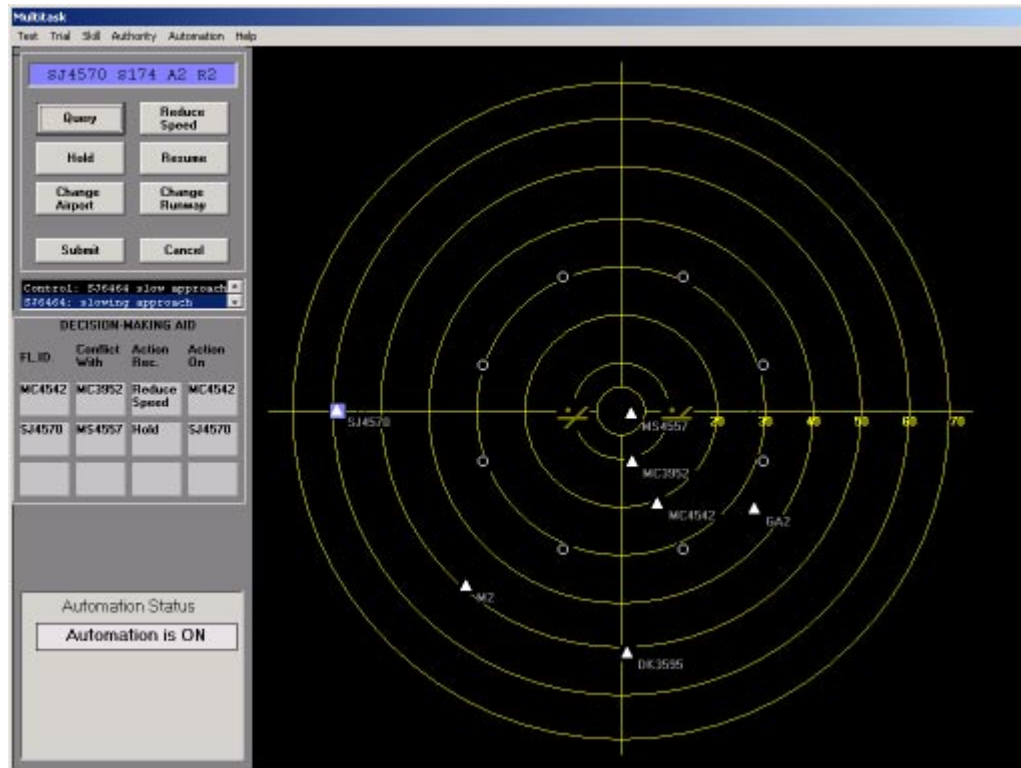 Multitask
Test Trial Skill Authority Automation Help
SJ4570 S174 A2 R2
Query
Reduce
Speed
Hold
Resume
Change
Airport
Change
Runway
Submit
Cancel
Control: SJ6464 slow approach
SJ6464: slowing approach
DECISION-MAKING AID
FL.ID
Conflict
With
Action
Rec.
Action
On
MC4542
MC3952
Reduce
Speed
MC4542
SJ4570
MS4557
Hold
SJ4570
Automation Status
Automation is ON
SJ4570
MS4557
20 30 40 50 60 70
MC3952
MC4542
GA2
M2
DK3595